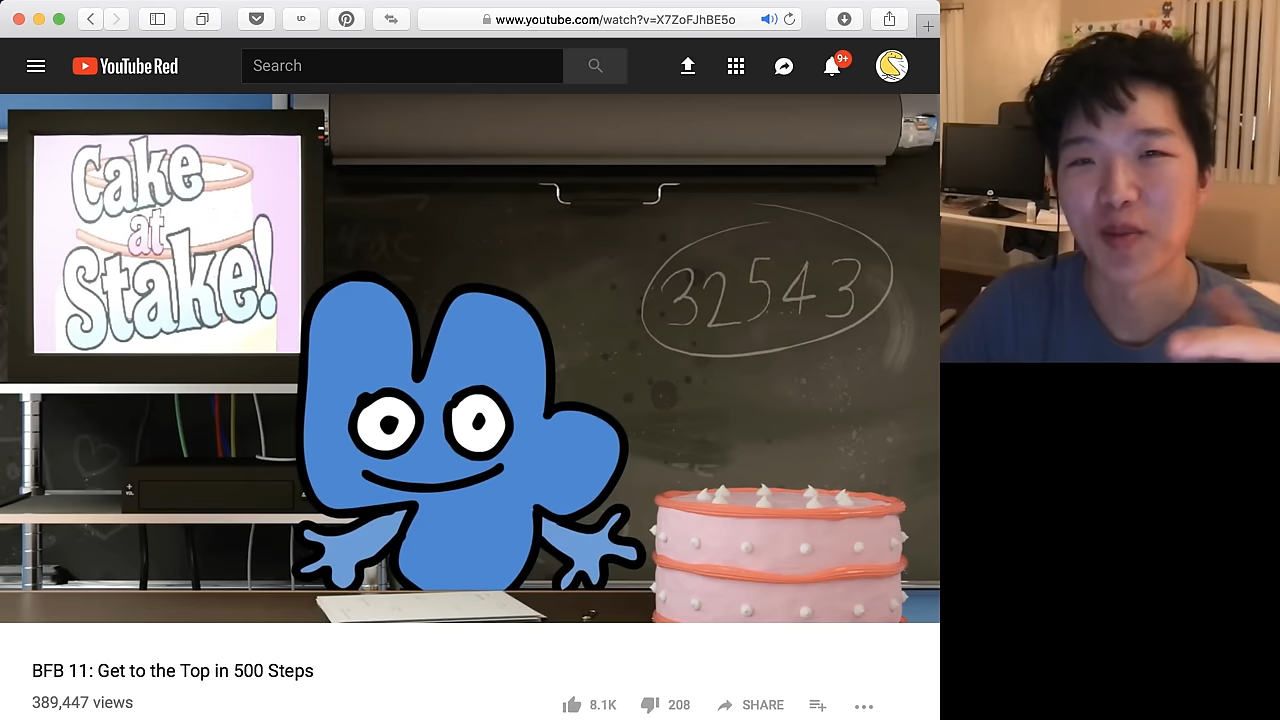 www.youtube.com/watch?v=X7ZoFJhBE5o
YouTube Red
Search
9+
Cake
at
Stake!
32543
+
VOL
BFB 11: Get to the Top in 500 Steps
389,447 views
8.1K
208
SHARE